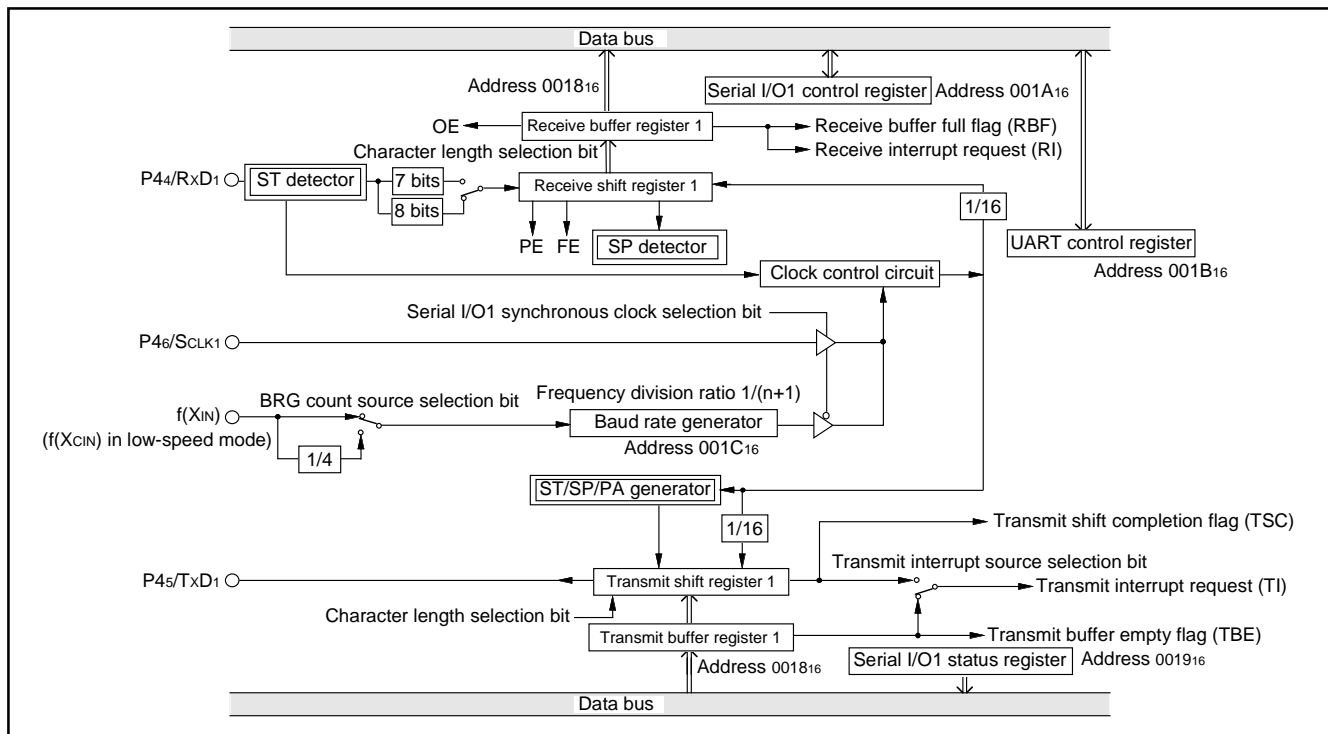 Data bus
Address 001816
Serial I/O1 control register
Address 001A16
OE
Receive buffer register 1
Receive buffer full flag (RBF)
Receive interrupt request (RI)
Character length selection bit
P44/RXD1
ST detector
7 bits
8 bits
Receive shift register 1
1/16
PE
FE
SP detector
UART control register
Address 001B16
Clock control circuit
Serial I/O1 synchronous clock selection bit
P46/SCLK1
f(XIN)
(f(XCIN) in low-speed mode)
BRG count source selection bit
1/4
Frequency division ratio 1/(n+1)
Baud rate generator
Address 001C16
ST/SP/PA generator
1/16
Transmit shift completion flag (TSC)
Transmit interrupt source selection bit
P45/TXD1
Transmit shift register 1
Transmit interrupt request (TI)
Character length selection bit
Transmit buffer register 1
Transmit buffer empty flag (TBE)
Address 001816
Serial I/O1 status register
Address 001916
Data bus